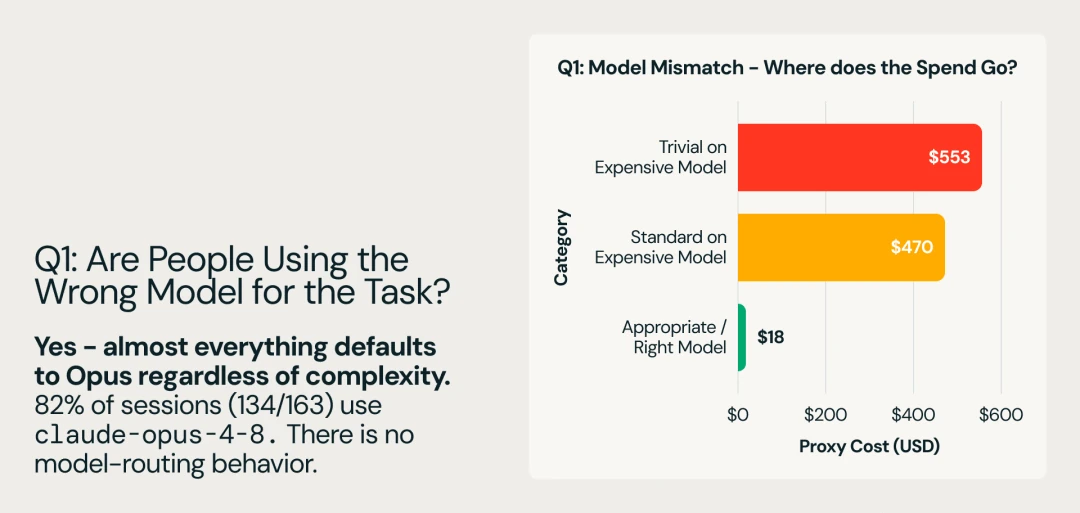 Q1: Are People Using the
Wrong Model for the Task?
Yes – almost everything defaults
to Opus regardless of complexity.
82% of sessions (134/163) use
claude-opus-4-8. There is no
model-routing behavior.
Q1: Model Mismatch – Where does the Spend Go?
Category
Trivial on
Expensive Model
$553
Standard on
Expensive Model
$470
Appropriate /
Right Model
$18
$0 $200 $400 $600
Proxy Cost (USD)